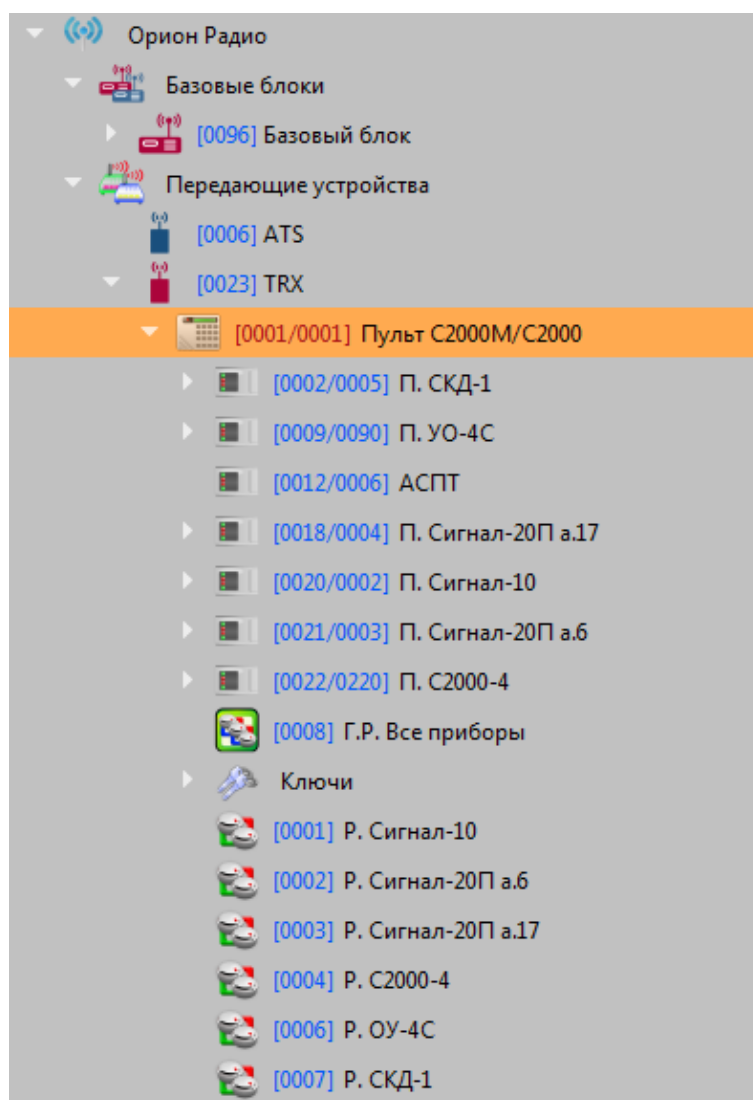 Орион Радио
Базовые блоки
[0096] Базовый блок
Передающие устройства
[0006] ATS
[0023] TRX
[0001/0001] Пульт С2000М/С2000
[0002/0005] П. СКД-1
[0009/0090] П. УО-4С
[0012/0006] АСПТ
[0018/0004] П. Сигнал-20П а.17
[0020/0002] П. Сигнал-10
[0021/0003] П. Сигнал-20П а.6
[0022/0220] П. С2000-4
[0008] Г.Р. Все приборы
Ключи
[0001] Р. Сигнал-10
[0002] Р. Сигнал-20П а.6
[0003] Р. Сигнал-20П а.17
[0004] Р. С2000-4
[0006] Р. ОУ-4С
[0007] Р. СКД-1